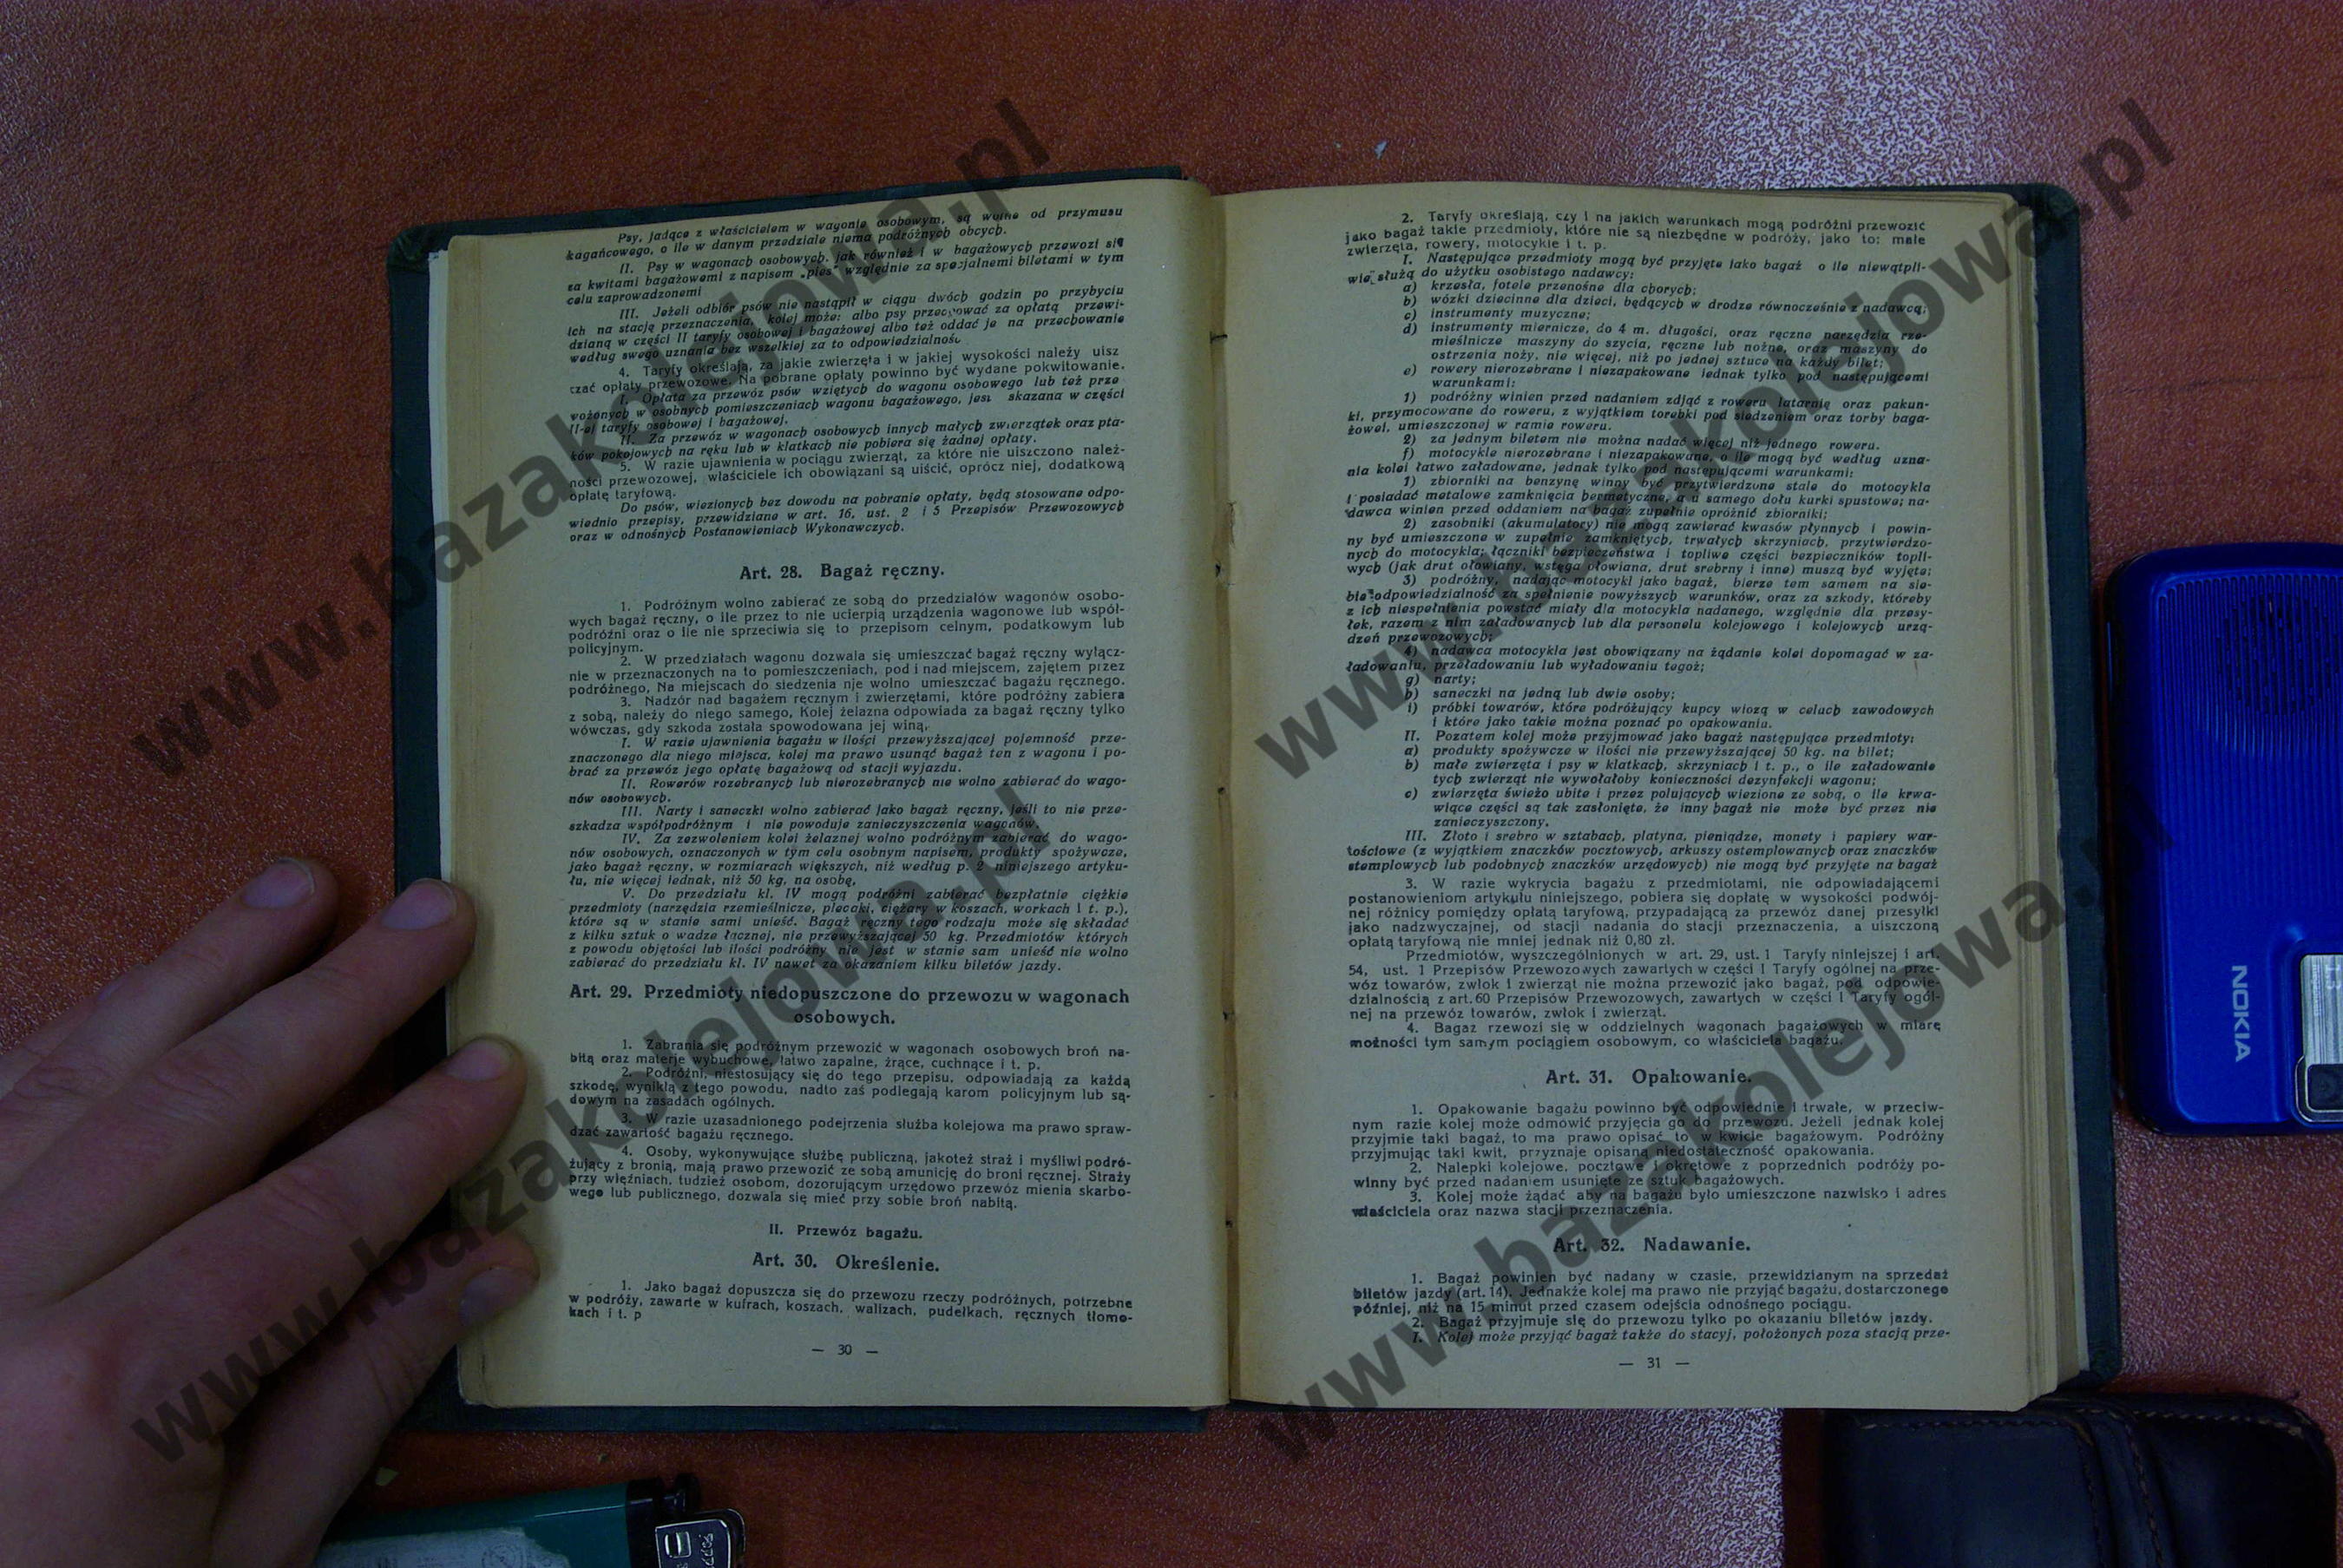 Psy, jadące z właścicielem w wagonie osobowym, są wolne od przymusu
kagańcowego, o ile w danym przedziale niema podróżnych obcych.
II. Psy w wagonach osobowych, jak również i w bagażowych przewozi się
za kwitami bagażowemi z napisem „pies" względnie za specjalnemi biletami w tym
celu zaprowadzonemi
III. Jeżeli odbiór psów nie nastąpił w ciągu dwóch godzin po przybyciu
ich na stację przeznaczenia, kolej może: albo psy przechować za opłatą przewi-
dzianą w części II taryfy osobowej i bagażowej albo też oddać je na przechowanie
według swego uznania bez wszelkiej za to odpowiedzialnośc
4. Taryfy określają, za jakie zwierzęta i w jakiej wysokości należy uisz
czać opłaty przewozowe. Na pobrane opłaty powinno być wydane pokwitowanie.
I. Opłata za przewóz psów wziętych do wagonu osobowego lub też prze
wożonych w osobnych pomieszczeniach wagonu bagażowego, jest skazana w części
II-ej taryfy osobowej i bagażowej.
II. Za przewóz w wagonach osobowych innych małych zwierzątek oraz pta-
ków pokojowych na ręku lub w klatkach nie pobiera się żadnej opłaty.
5. W razie ujawnienia w pociągu zwierząt, za które nie uiszczono należ-
ności przewozowej, właściciele ich obowiązani są uiścić, oprócz niej, dodatkową
opłatę taryfową.
Do psów, wiezionych bez dowodu na pobranie opłaty, będą stosowane odpo-
wiednio przepisy, przewidziane w art. 16, ust. 2 i 5 Przepisów Przewozowych
oraz w odnośnych Postanowieniach Wykonawczych.
Art. 28. Bagaż ręczny.
1. Podróżnym wolno zabierać ze sobą do przedziałów wagonów osobo-
wych bagaż ręczny, o ile przez to nie ucierpią urządzenia wagonowe lub współ-
podróżni oraz o ile nie sprzeciwia się to przepisom celnym, podatkowym lub
policyjnym.
2. W przedziałach wagonu dozwala się umieszczać bagaż ręczny wyłącz-
nie w przeznaczonych na to pomieszczeniach, pod i nad miejscem, zajętem przez
podróżnego, Na miejscach do siedzenia nje wolno umieszczać bagażu ręcznego.
3. Nadzór nad bagażem ręcznym i zwierzętami, które podróżny zabiera
z sobą, należy do niego samego, Kolej żelazna odpowiada za bagaż ręczny tylko
wówczas, gdy szkoda została spowodowana jej winą.
I. W razie ujawnienia bagażu w ilości przewyższającej pojemność prze-
znaczonego dla niego miejsca, kolej ma prawo usunąć bagaż ten z wagonu i po-
brać za przewóz jego opłatę bagażową od stacji wyjazdu.
II. Rowerów rozebranych lub nierozebranych nie wolno zabierać do wago-
nów osobowych.
III. Narty i saneczki wolno zabierać jako bagaż ręczny, jeśli to nie prze-
szkadza współpodróżnym i nie powoduje zanieczyszczenia wagonów.
IV. Za zezwoleniem kolei żelaznej wolno podróżnym zabierać do wago-
nów osobowych, oznaczonych w tym celu osobnym napisem, produkty spożywcze,
jako bagaż ręczny, w rozmiarach większych, niż według p. 2 niniejszego artyku-
łu, nie więcej jednak, niż 50 kg. na osobę.
V. Do przedziału kl. IV mogą podróżni zabierać bezpłatnie ciężkie
przedmioty (narzędzia rzemieślnicze, plecaki, ciężary w koszach, workach i t. p.),
które są w stanie sami unieść. Bagaż ręczny tego rodzaju może się składać
z kilku sztuk o wadze łącznej, nie przewyższającej 50 kg. Przedmiotów których
z powodu objętości lub ilości podróżny nie jest w stanie sam unieść nie wolno
zabierać do przedziału kl. IV nawet za okazaniem kilku biletów jazdy.
Art. 29. Przedmioty niedopuszczone do przewozu w wagonach
osobowych.
1. Zabrania się podróżnym przewozić w wagonach osobowych broń na-
bitą oraz materje wybuchowe, łatwo zapalne, żrące, cuchnące i t. p.
2. Podróżni, niestosujący się do tego przepisu, odpowiadają za każdą
szkodę, wynikłą z tego powodu, nadto zaś podlegają karom policyjnym lub są-
dowym na zasadach ogólnych.
3. W razie uzasadnionego podejrzenia służba kolejowa ma prawo spraw-
dzać zawartość bagażu ręcznego.
4. Osoby, wykonywujące służbę publiczną, jakoteż straż i myśliwi podró-
żujący z bronią, mają prawo przewozić ze sobą amunicję do broni ręcznej. Straży
przy więźniach, tudzież osobom, dozorującym urzędowo przewóz mienia skarbo-
wego lub publicznego, dozwala się mieć przy sobie broń nabitą.
II. Przewóz bagażu.
Art. 30. Określenie.
1. Jako bagaż dopuszcza się do przewozu rzeczy podróżnych, potrzebne
w podróży, zawarte w kufrach, koszach, walizach, pudełkach, ręcznych tłomo-
kach i t. p
— 30 —
2. Taryfy określają, czy i na jakich warunkach mogą podróżni przewozić
jako bagaż takie przedmioty, które nie są niezbędne w podróży, jako to: małe
zwierzęta, rowery, motocykle i t. p.
I. Następujące przedmioty mogą być przyjęte jako bagaż o ile niewątpli-
wie służą do użytku osobistego nadawcy:
a) krzesła, fotele przenośne dla chorych;
b) wózki dziecinne dla dzieci, będących w drodze równocześnie z nadawcą;
c) instrumenty muzyczne;
d) instrumenty miernicze, do 4 m. długości, oraz ręczne narzędzia rze-
mieślnicze maszyny do szycia, ręczne lub nożne, oraz maszyny do
ostrzenia noży, nie więcej, niż po jednej sztuce na każdy bilet;
e) rowery nierozebrane i niezapakowane jednak tylko pod następującemi
warunkami:
1) podróżny winien przed nadaniem zdjąć z roweru latarnię oraz pakun-
ki, przymocowane do roweru, z wyjątkiem torebki pod siedzeniem oraz torby baga-
żowej, umieszczonej w ramie roweru.
2) za jednym biletem nie można nadać więcej niż jednego roweru.
f) motocykle nierozebrane i niezapakowane, o ile mogą być według uzna-
nia kolei łatwo załadowane, jednak tylko pod następującemi warunkami:
1) zbiorniki na benzynę winny być przytwierdzone stale do motocykla
i posiadać metalowe zamknięcia hermetyczne, a u samego dołu kurki spustowe; na-
dawca winien przed oddaniem na bagaż zupełnie opróżnić zbiorniki;
2) zasobniki (akumulatory) nie mogą zawierać kwasów płynnych i powin-
ny być umieszczone w zupełnie zamkniętych, trwałych skrzyniach, przytwierdzo-
nych do motocykla; łączniki bezpieczeństwa i topliwe części bezpieczników topli-
wych (jak drut ołowiany, wstęga ołowiana, drut srebrny i inne) muszą być wyjęte;
3) podróżny, nadając motocykl jako bagaż, bierze tem samem na sie-
bie odpowiedzialność za spełnienie powyższych warunków, oraz za szkody, któreby
z ich niespełnienia powstać miały dla motocykla nadanego, względnie dla przesy-
łek, razem z nim załadowanych lub dla personelu kolejowego i kolejowych urzą-
dzeń przewozowych;
4) nadawca motocykla jest obowiązany na żądanie kolei dopomagać w za-
ładowaniu, przeładowaniu lub wyładowaniu tegoż;
g) narty;
h) saneczki na jedną lub dwie osoby;
i) próbki towarów, które podróżujący kupcy wiozą w celach zawodowych
i które jako takie można poznać po opakowaniu.
II. Pozatem kolej może przyjmować jako bagaż następujące przedmioty:
a) produkty spożywcze w ilości nie przewyższającej 50 kg. na bilet;
b) małe zwierzęta i psy w klatkach, skrzyniach i t. p., o ile załadowanie
tych zwierząt nie wywołałoby konieczności dezynfekcji wagonu;
c) zwierzęta świeżo ubite i przez polujących wiezione ze sobą, o ile krwa-
wiące części są tak zasłonięte, że inny bagaż nie może być przez nie
zanieczyszczony.
III. Złoto i srebro w sztabach, platyna, pieniądze, monety i papiery war-
tościowe (z wyjątkiem znaczków pocztowych, arkuszy ostemplowanych oraz znaczków
stemplowych lub podobnych znaczków urzędowych) nie mogą być przyjęte na bagaż
3. W razie wykrycia bagażu z przedmiotami, nie odpowiadającemi
postanowieniom artykułu niniejszego, pobiera się dopłatę w wysokości podwój-
nej różnicy pomiędzy opłatą taryfową, przypadającą za przewóz danej przesyłki
jako nadzwyczajnej, od stacji nadania do stacji przeznaczenia, a uiszczoną
opłatą taryfową nie mniej jednak niż 0,80 zł.
Przedmiotów, wyszczególnionych w art. 29, ust. 1 Taryfy niniejszej i art.
54, ust. 1 Przepisów Przewozowych zawartych w części I Taryfy ogólnej na prze-
wóz towarów, zwłok i zwierząt nie można przewozić jako bagaż, pod odpowie-
dzialnością z art. 60 Przepisów Przewozowych, zawartych w części I Taryfy ogól-
nej na przewóz towarów, zwłok i zwierząt.
4. Bagaż rzewozi się w oddzielnych wagonach bagażowych w miarę
możności tym samym pociągiem osobowym, co właściciela bagażu.
Art. 31. Opakowanie.
1. Opakowanie bagażu powinno być odpowiednie i trwałe, w przeciw-
nym razie kolej może odmówić przyjęcia go do przewozu. Jeżeli jednak kolej
przyjmie taki bagaż, to ma prawo opisać to w kwicie bagażowym. Podróżny
przyjmując taki kwit, przyznaje opisaną niedostateczność opakowania.
2. Nalepki kolejowe, pocztowe i okrętowe z poprzednich podróży po-
winny być przed nadaniem usunięte ze sztuk bagażowych.
3. Kolej może żądać aby na bagażu było umieszczone nazwisko i adres
właściciela oraz nazwa stacji przeznaczenia.
Art. 32. Nadawanie.
1. Bagaż powinien być nadany w czasie, przewidzianym na sprzedaż
biletów jazdy (art. 14). Jednakże kolej ma prawo nie przyjąć bagażu, dostarczonego
później, niż na 15 minut przed czasem odejścia odnośnego pociągu.
2. Bagaż przyjmuje się do przewozu tylko po okazaniu biletów jazdy.
I. Kolej może przyjąć bagaż także do stacyj, położonych poza stacją prze-
— 31 —
NOKIA
www.bazakolejowa.pl
www.bazakolejowa.pl
www.bazakolejowa.pl
www.bazakolejowa.pl